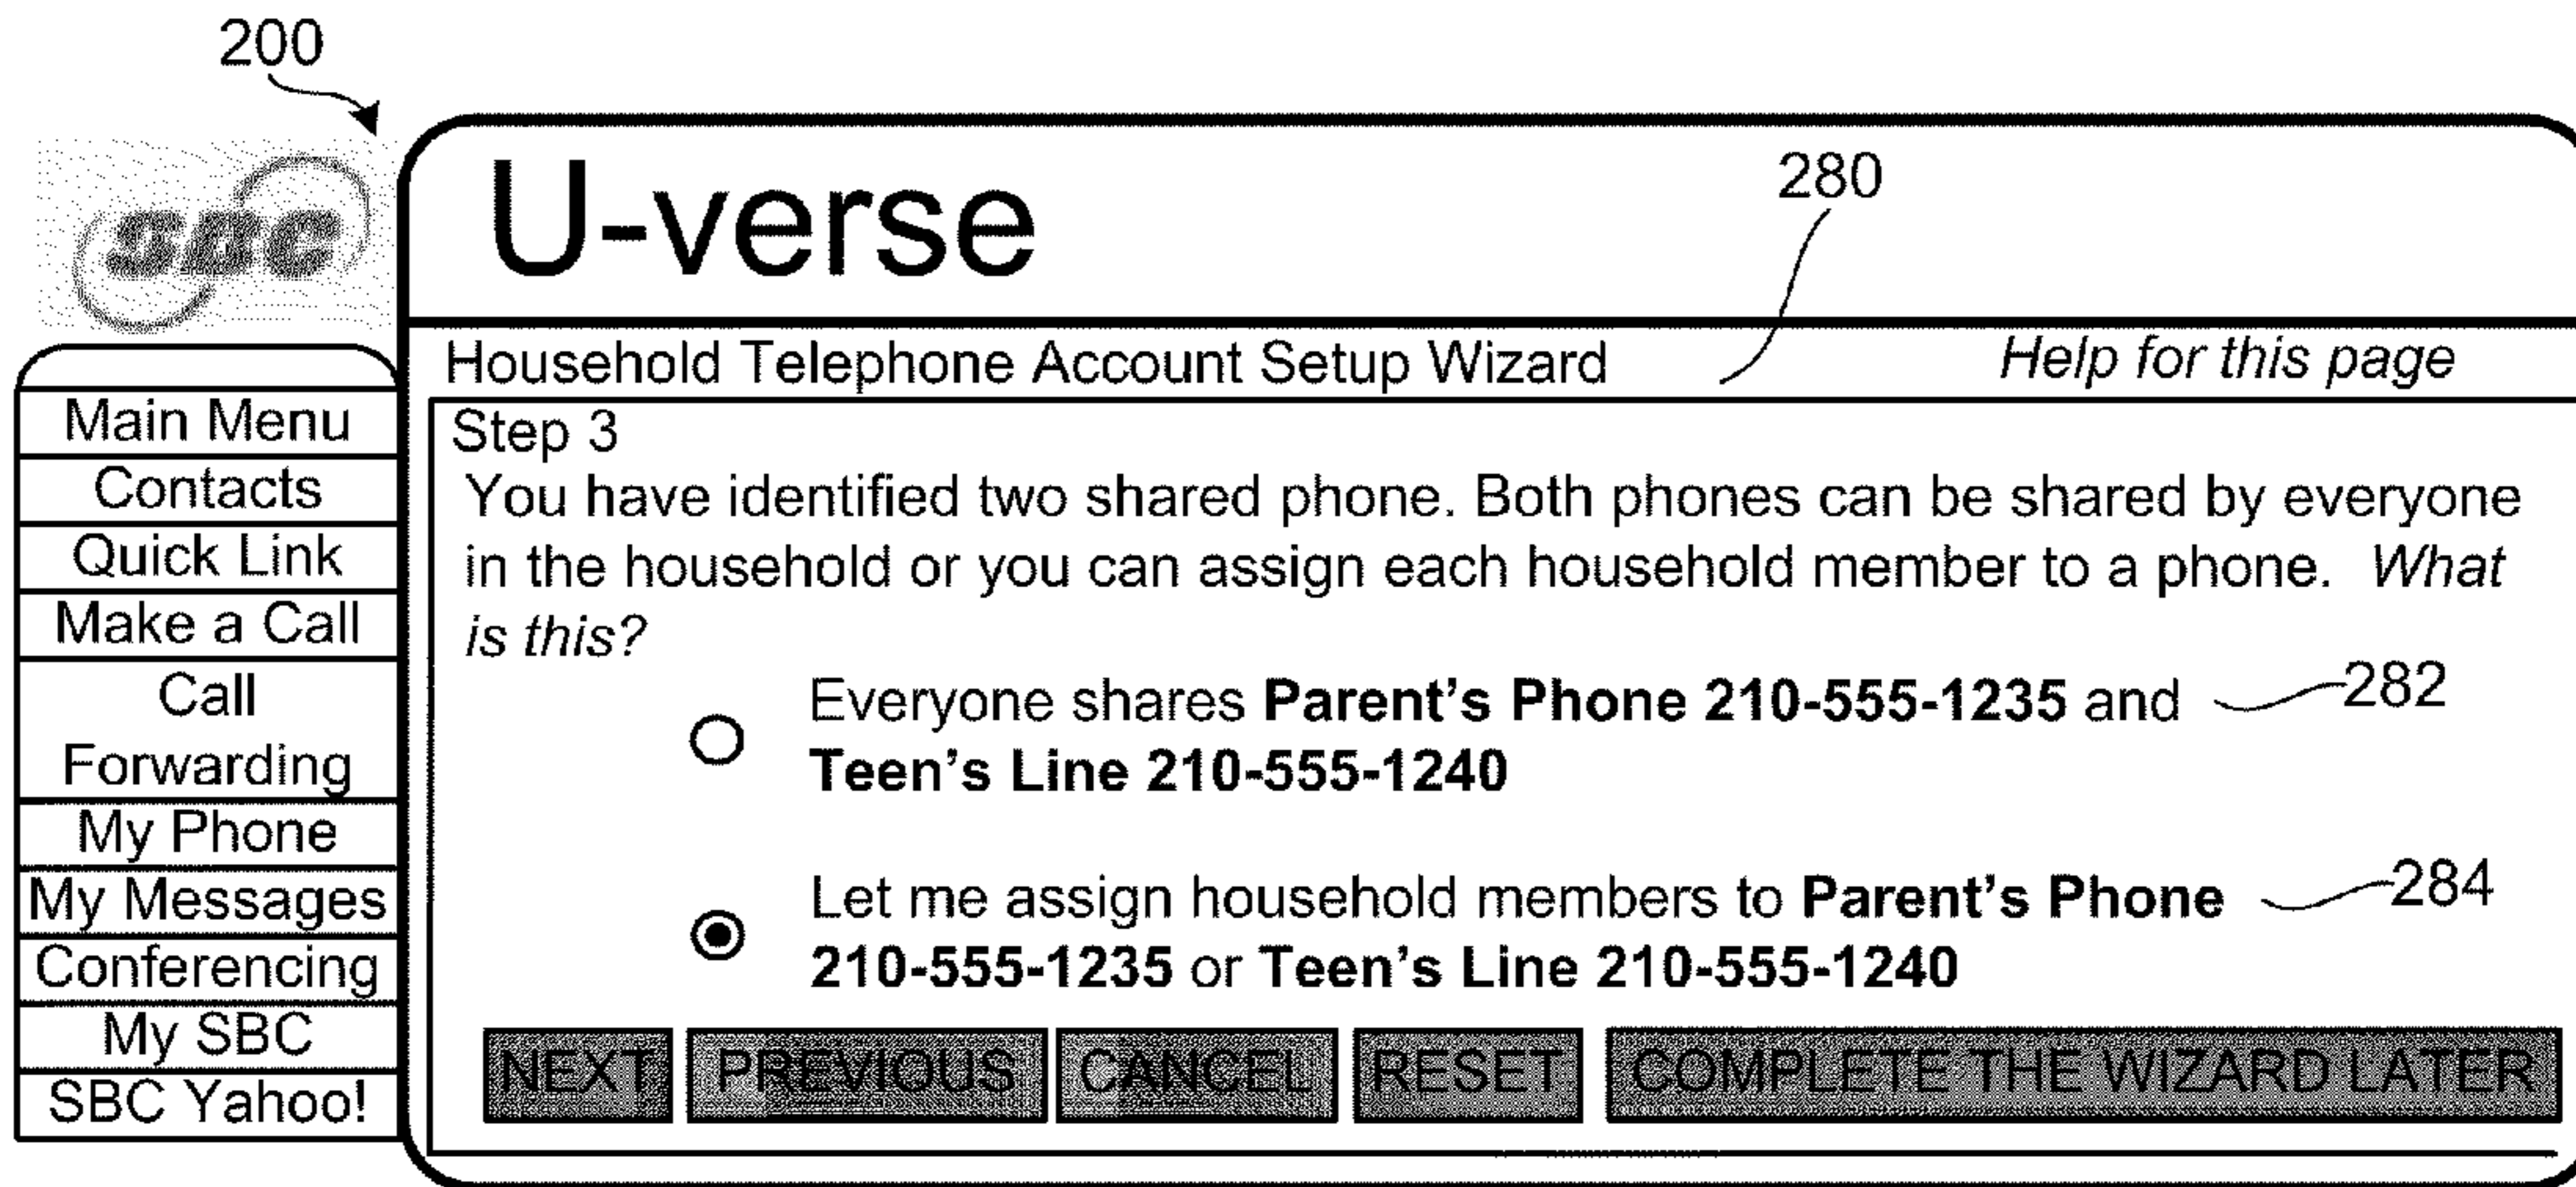 200
sbc
U-verse
280
Household Telephone Account Setup Wizard
Help for this page
Main Menu
Contacts
Quick Link
Make a Call
Call
Forwarding
My Phone
My Messages
Conferencing
My SBC
SBC Yahoo!
Step 3
You have identified two shared phone. Both phones can be shared by everyone
in the household or you can assign each household member to a phone. What
is this?
Everyone shares Parent's Phone 210-555-1235 and
Teen's Line 210-555-1240
282
Let me assign household members to Parent's Phone
210-555-1235 or Teen's Line 210-555-1240
284
NEXT
PREVIOUS
CANCEL
RESET
COMPLETE THE WIZARD LATER